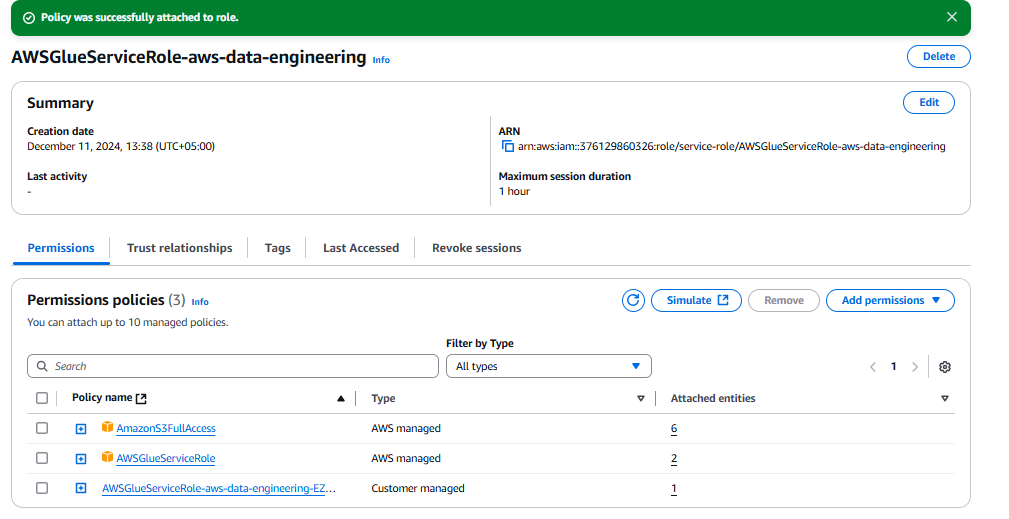 Policy was successfully attached to role.
AWSGlueServiceRole-aws-data-engineering Info
Delete
Summary
Edit
Creation date
December 11, 2024, 13:38 (UTC+05:00)
ARN
arn:aws:iam::376129860326:role/service-role/AWSGlueServiceRole-aws-data-engineering
Last activity
-
Maximum session duration
1 hour
Permissions Trust relationships Tags Last Accessed Revoke sessions
Permissions policies (3) Info
Simulate Remove Add permissions
You can attach up to 10 managed policies.
Filter by Type
Search All types 1
Policy name Type Attached entities
AmazonS3FullAccess AWS managed 6
AWSGlueServiceRole AWS managed 2
AWSGlueServiceRole-aws-data-engineering-EZ... Customer managed 1